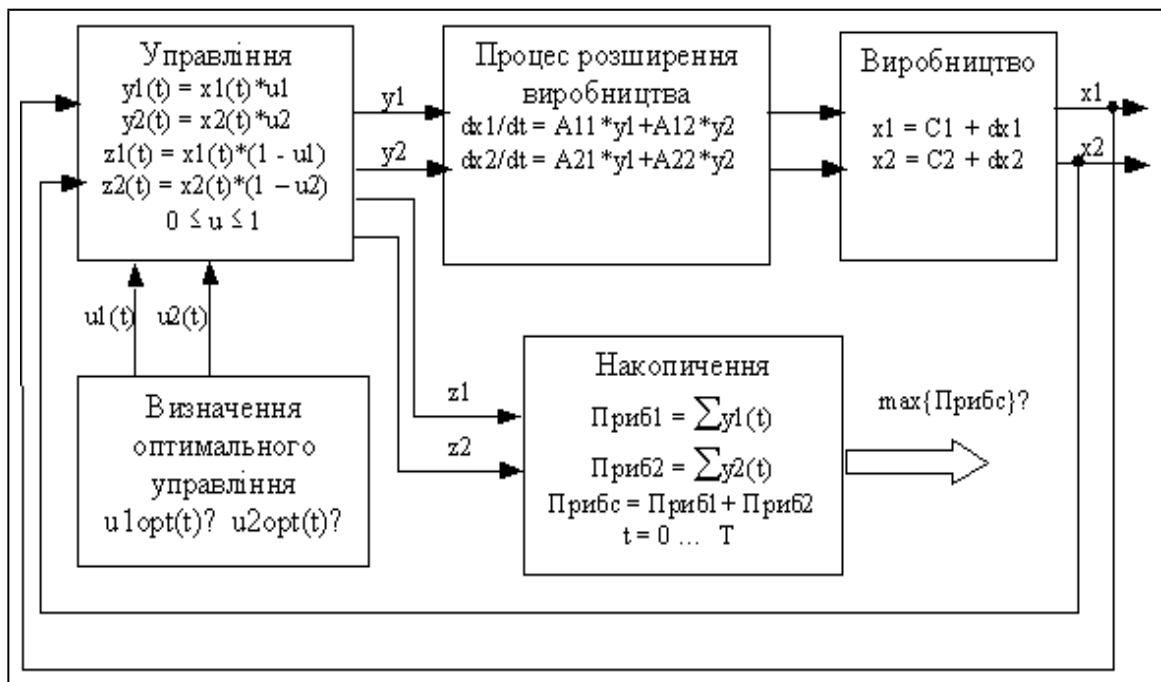 Управління
y1(t) = x1(t)*u1
y2(t) = x2(t)*u2
z1(t) = x1(t)*(1 - u1)
z2(t) = x2(t)*(1 – u2)
0 ≤ u ≤ 1
y1
y2
Процес розширення
виробництва
dx1/dt = A11*y1+A12*y2
dx2/dt = A21*y1+A22*y2
Виробництво
x1 = C1 + dx1
x2 = C2 + dx2
x1
x2
u1(t)
u2(t)
Визначення
оптимального
управління
u1opt(t)? u2opt(t)?
z1
z2
Накопичення
Приб1 = ∑y1(t)
Приб2 = ∑y2(t)
Прибс = Приб1 + Приб2
t = 0 ... T
max{Прибс}?